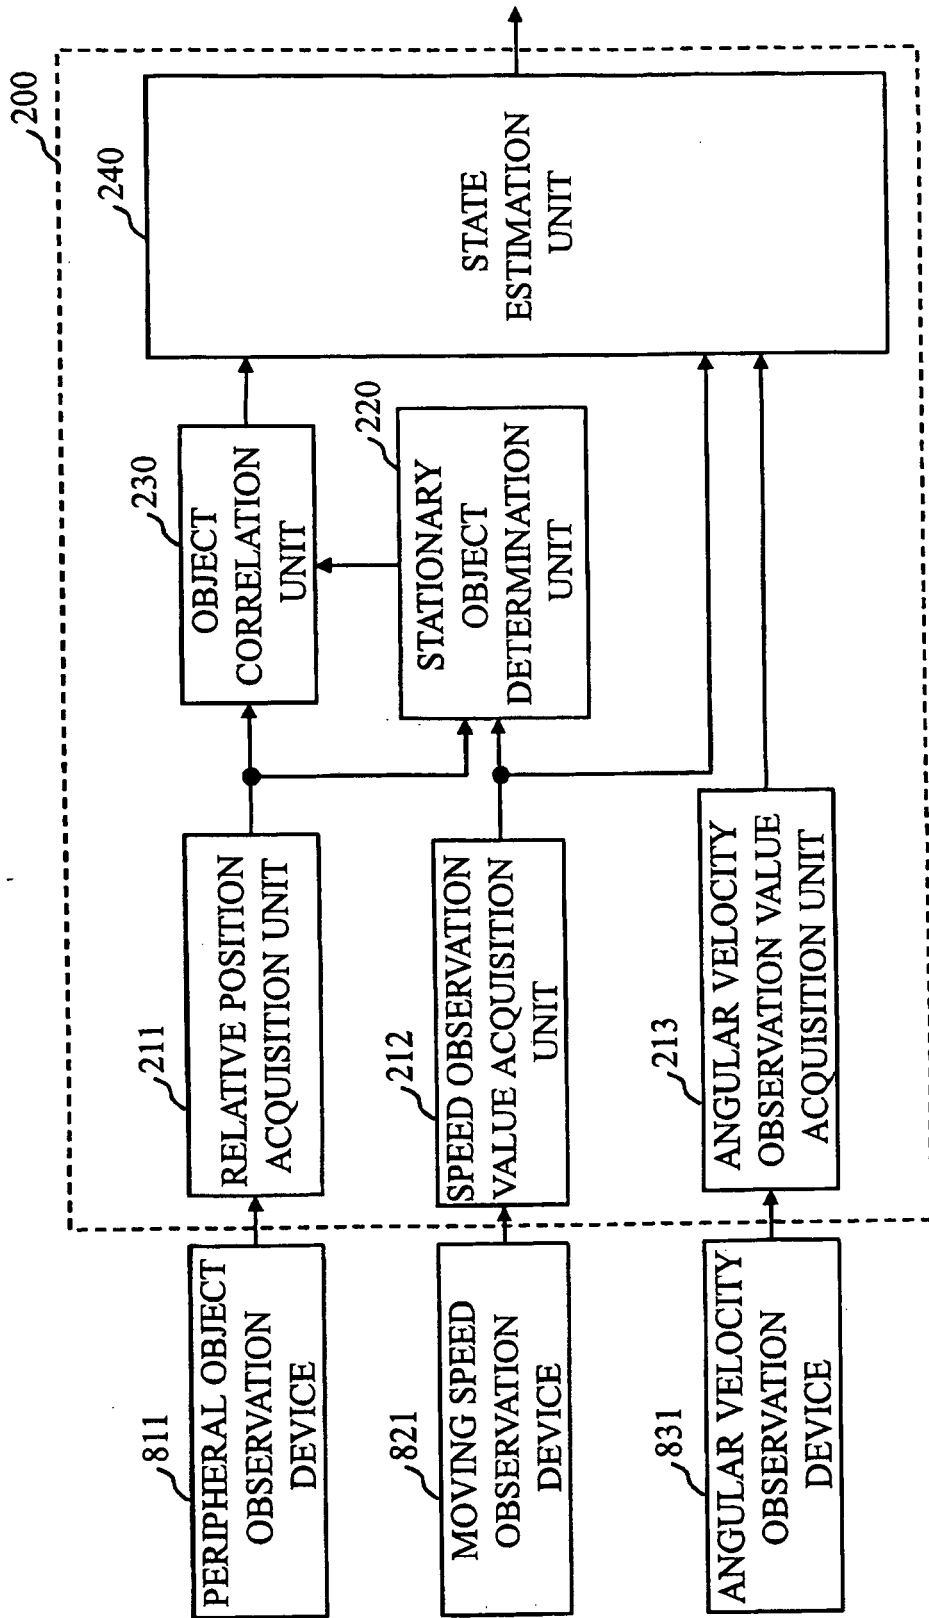 200
811
PERIPHERAL OBJECT
OBSERVATION
DEVICE
821
MOVING SPEED
OBSERVATION
DEVICE
831
ANGULAR VELOCITY
OBSERVATION
DEVICE
211
RELATIVE POSITION
ACQUISITION UNIT
212
SPEED OBSERVATION
VALUE ACQUISITION
UNIT
213
ANGULAR VELOCITY
OBSERVATION VALUE
ACQUISITION UNIT
230
OBJECT
CORRELATION
UNIT
220
STATIONARY
OBJECT
DETERMINATION
UNIT
240
STATE
ESTIMATION
UNIT